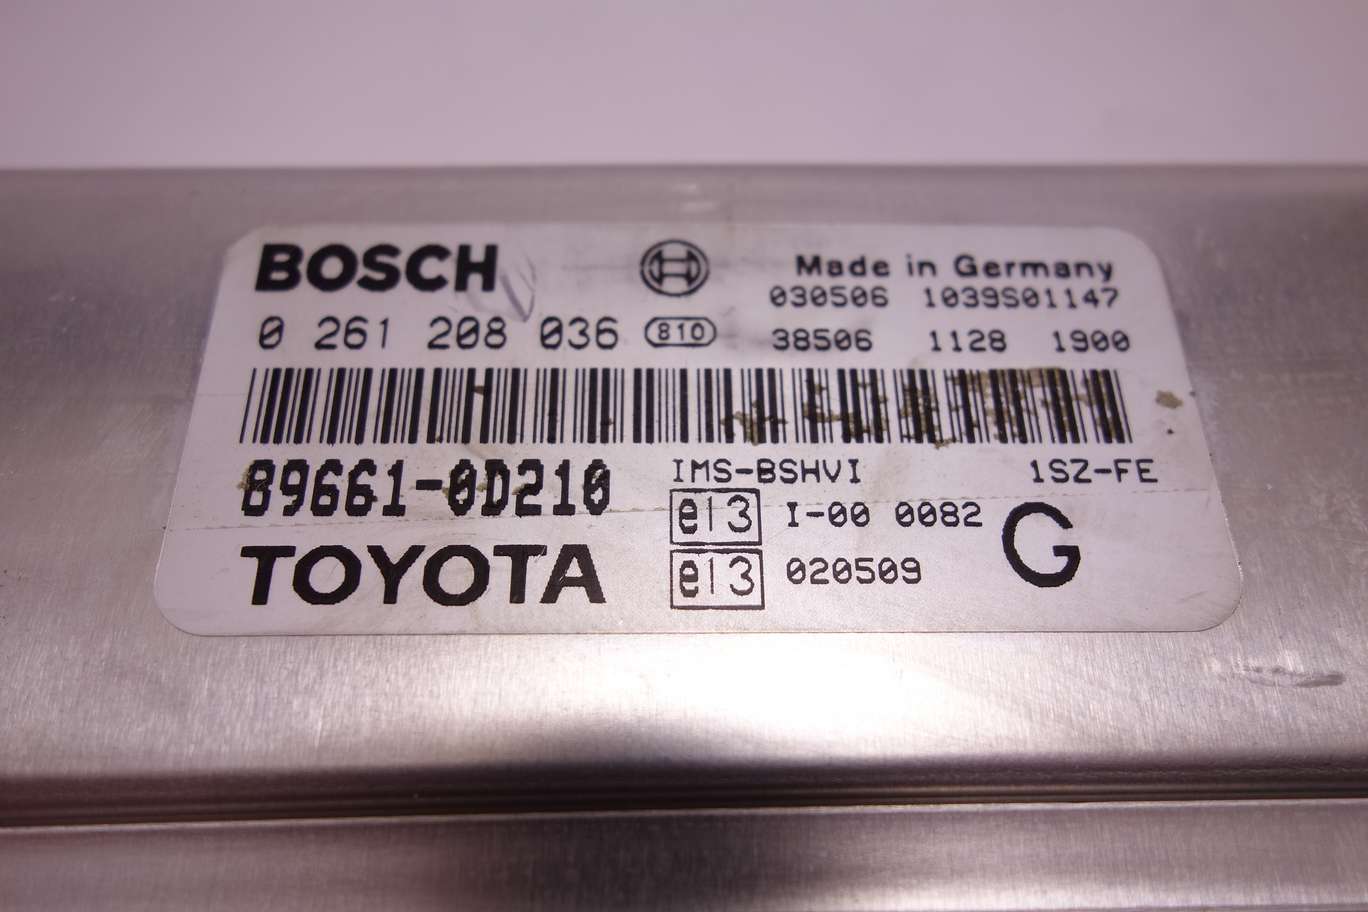 BOSCH
Made in Germany
030506 1039S01147
0 261 208 036 810
38506 1128 1900
89661-0D210
IMS-BSHVI 1SZ-FE
e13 I-00 0082
G
TOYOTA
e13 020509